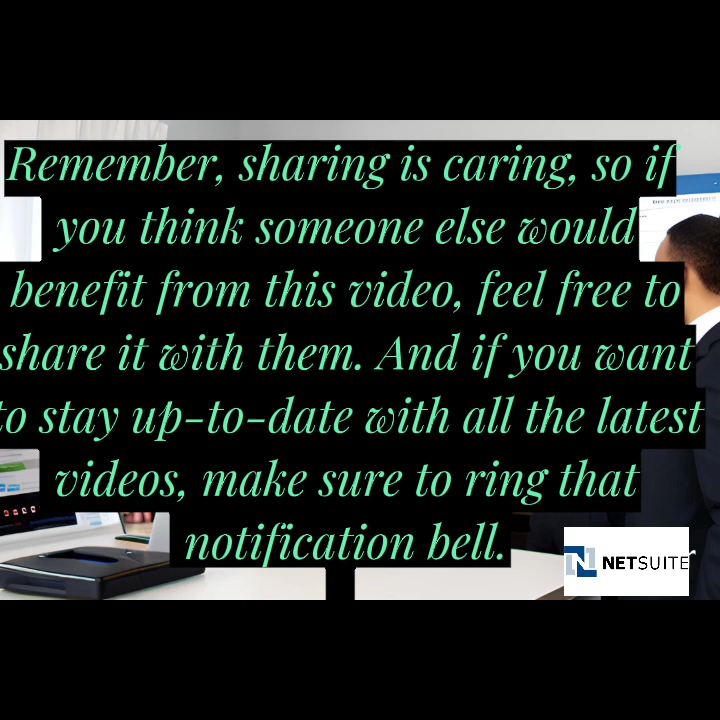 Remember, sharing is caring, so if
you think someone else would
benefit from this video, feel free to
share it with them. And if you want
to stay up-to-date with all the latest
videos, make sure to ring that
notification bell.
NETSUITE